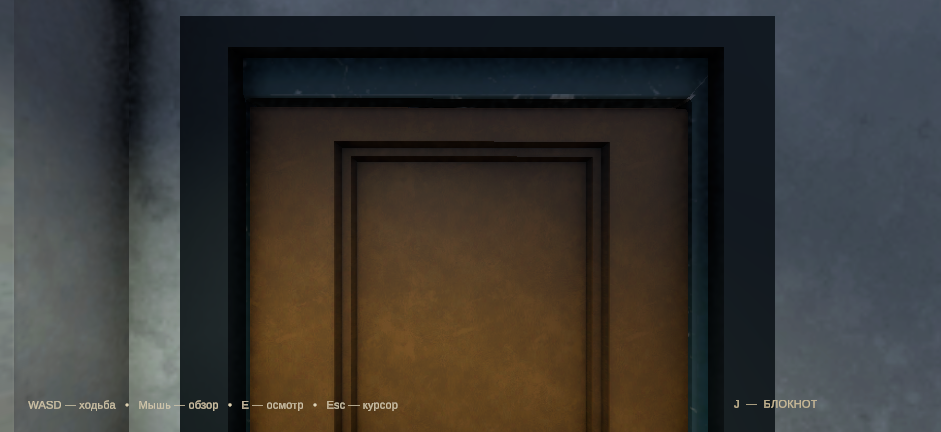 WASD — ходьба • Мышь — обзор • E — осмотр • Esc — курсор
J — БЛОКНОТ